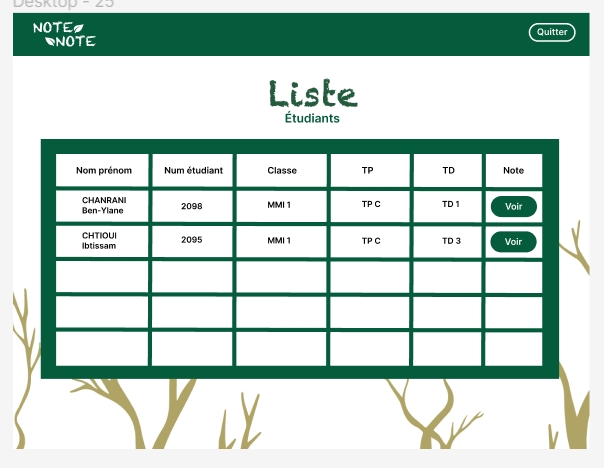 Desktop - 25
NOTE
NOTE
Quitter
Liste
Étudiants
Nom prénom Num étudiant Classe TP TD Note
CHANRANI
Ben-Ylane 2098 MMI 1 TP C TD 1 Voir
CHTIOUI
Ibtissam 2095 MMI 1 TP C TD 3 Voir